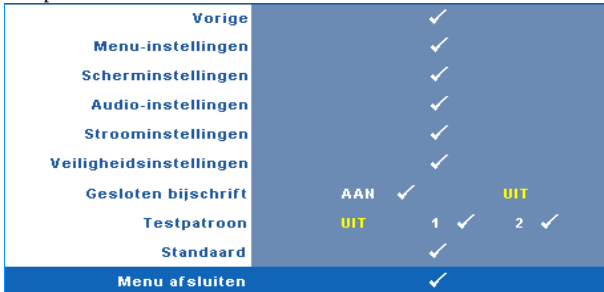 Vorige ✓
Menu-instellingen ✓
Scherminstellingen ✓
Audio-instellingen ✓
Stroominstellingen ✓
Veiligheidsinstellingen ✓
Gesloten bijschrift AAN ✓ UIT
Testpatroon UIT 1 ✓ 2 ✓
Standaard ✓
Menu afsluiten ✓